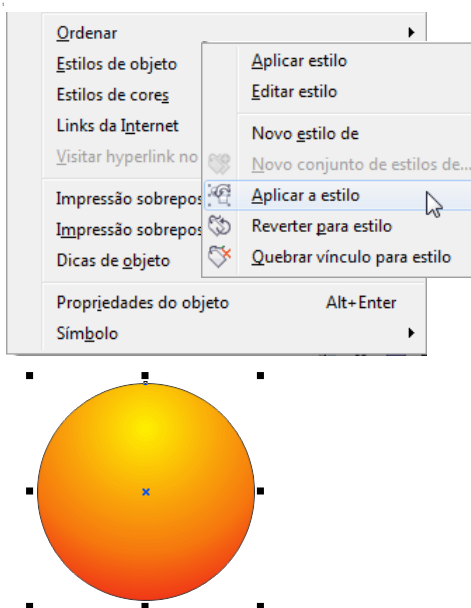 Ordenar
Estilos de objeto
Estilos de cores
Links da Internet
Visitar hyperlink no
Impressão sobrepos
Impressão sobrepos
Dicas de objeto
Propriedades do objeto Alt+Enter
Símbolo
Aplicar estilo
Editar estilo
Novo estilo de
Novo conjunto de estilos de...
Aplicar a estilo
Reverter para estilo
Quebrar vínculo para estilo